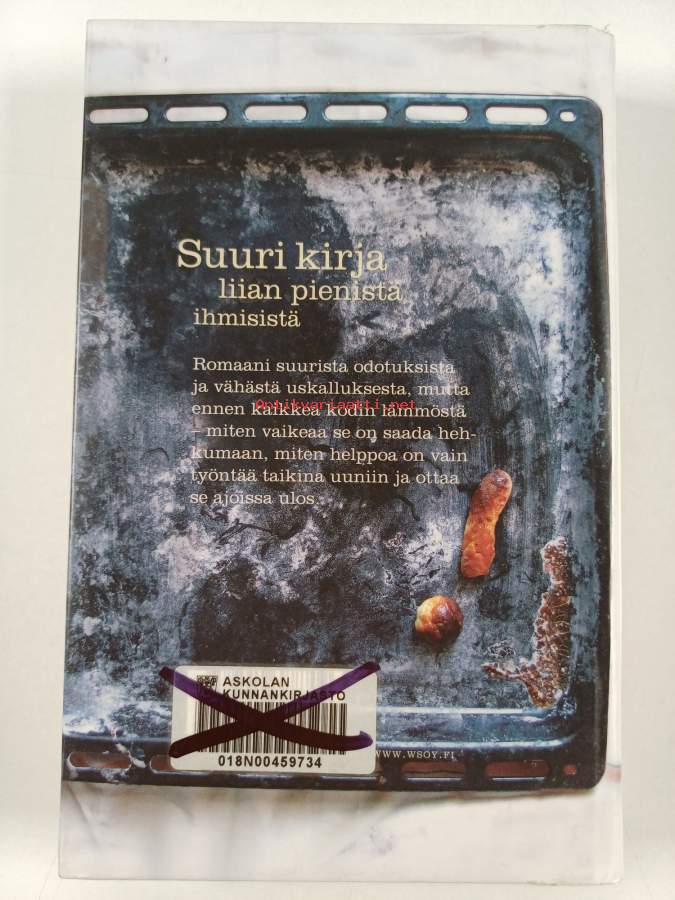 Suuri kirja
liian pienistä
ihmisistä
Romaani suurista odotuksista
ja vähästä uskalluksesta, mutta
ennen kaikkea kodin lämmöstä
– miten vaikeaa se on saada heh-
kumaan, miten helppoa on vain
työntää taikina uuniin ja ottaa
se ajoissa ulos.
Antikvariaatti.net
ASKOLAN
KUNNANKIRJASTO
018N00459734
WWW.WSOY.FI